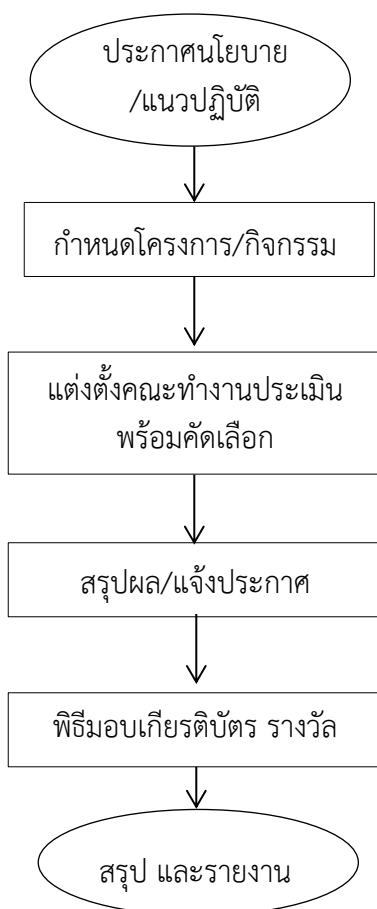 ประกาศนโยบาย
/แนวปฏิบัติ
กำหนดโครงการ/กิจกรรม
แต่งตั้งคณะทำงานประเมิน
พร้อมคัดเลือก
สรุปผล/แจ้งประกาศ
พิธีมอบเกียรติบัตร รางวัล
สรุป และรายงาน